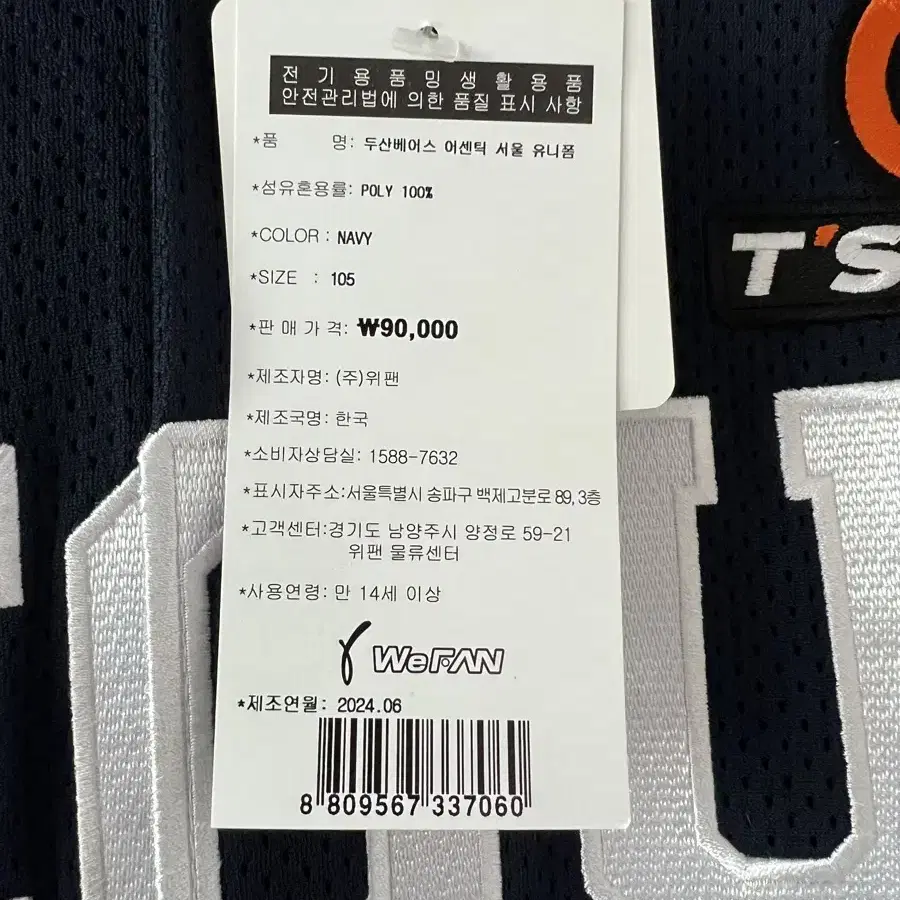 전 기 용 품 밍 생 활 용 품
안전관리법에 의한 품질 표시 사항
*품 명: 두산베어스 어센틱 서울 유니폼
*섬유혼용률: POLY 100%
*COLOR : NAVY
*SIZE : 105
*판 매 가 격: ₩90,000
*제조자명: (주)위팬
*제조국명: 한국
*소비자상담실: 1588-7632
*표시자주소:서울특별시 송파구 백제고분로 89, 3층
*고객센터:경기도 남양주시 양정로 59-21
위팬 물류센터
*사용연령: 만 14세 이상
WeFAN
*제조연월: 2024.06
8 809567 337060
T'S